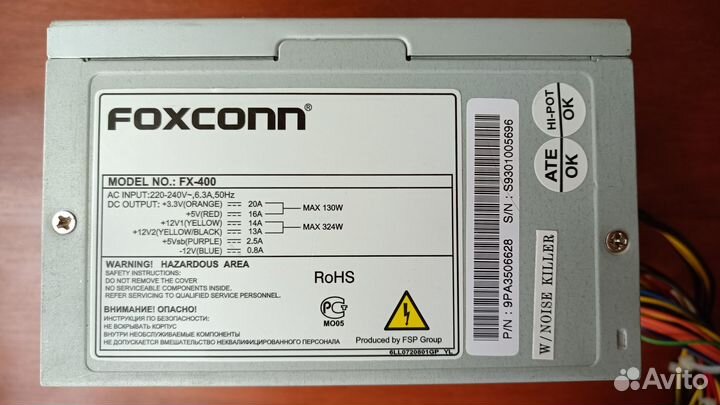 FOXCONN®
MODEL NO.: FX-400
AC INPUT:220-240V~,6.3A,50Hz
DC OUTPUT: +3.3V(ORANGE) 20A
+5V(RED) 16A
MAX 130W
+12V1(YELLOW) 14A
+12V2(YELLOW/BLACK) 13A
MAX 324W
+5Vsb(PURPLE) 2.5A
-12V(BLUE) 0.8A
WARNING! HAZARDOUS AREA
SAFETY INSTRUCTIONS:
DO NOT REMOVE THE COVER
NO SERVICEABLE COMPONENTS INSIDE.
REFER SERVICING TO QUALIFIED SERVICE PERSONNEL.
ВНИМАНИЕ! ОПАСНО!
ИНСТРУКЦИЯ ПО БЕЗОПАСНОСТИ:
НЕ ВСКРЫВАТЬ КОРПУС
ВНУТРИ НЕОБСЛУЖИВАЕМЫЕ КОМПОНЕНТЫ
НЕ ДОПУСКАЕТСЯ ВМЕШАТЕЛЬСТВО НЕКВАЛИФИЦИРОВАННОГО ПЕРСОНАЛА
RoHS
МО05
Produced by FSP Group
6LL0720801GP YL
P/N : 9PA3506628 S/N : S9301005696
HI-POT
OK
ATE
OK
W/NOISE KILLER
Avito